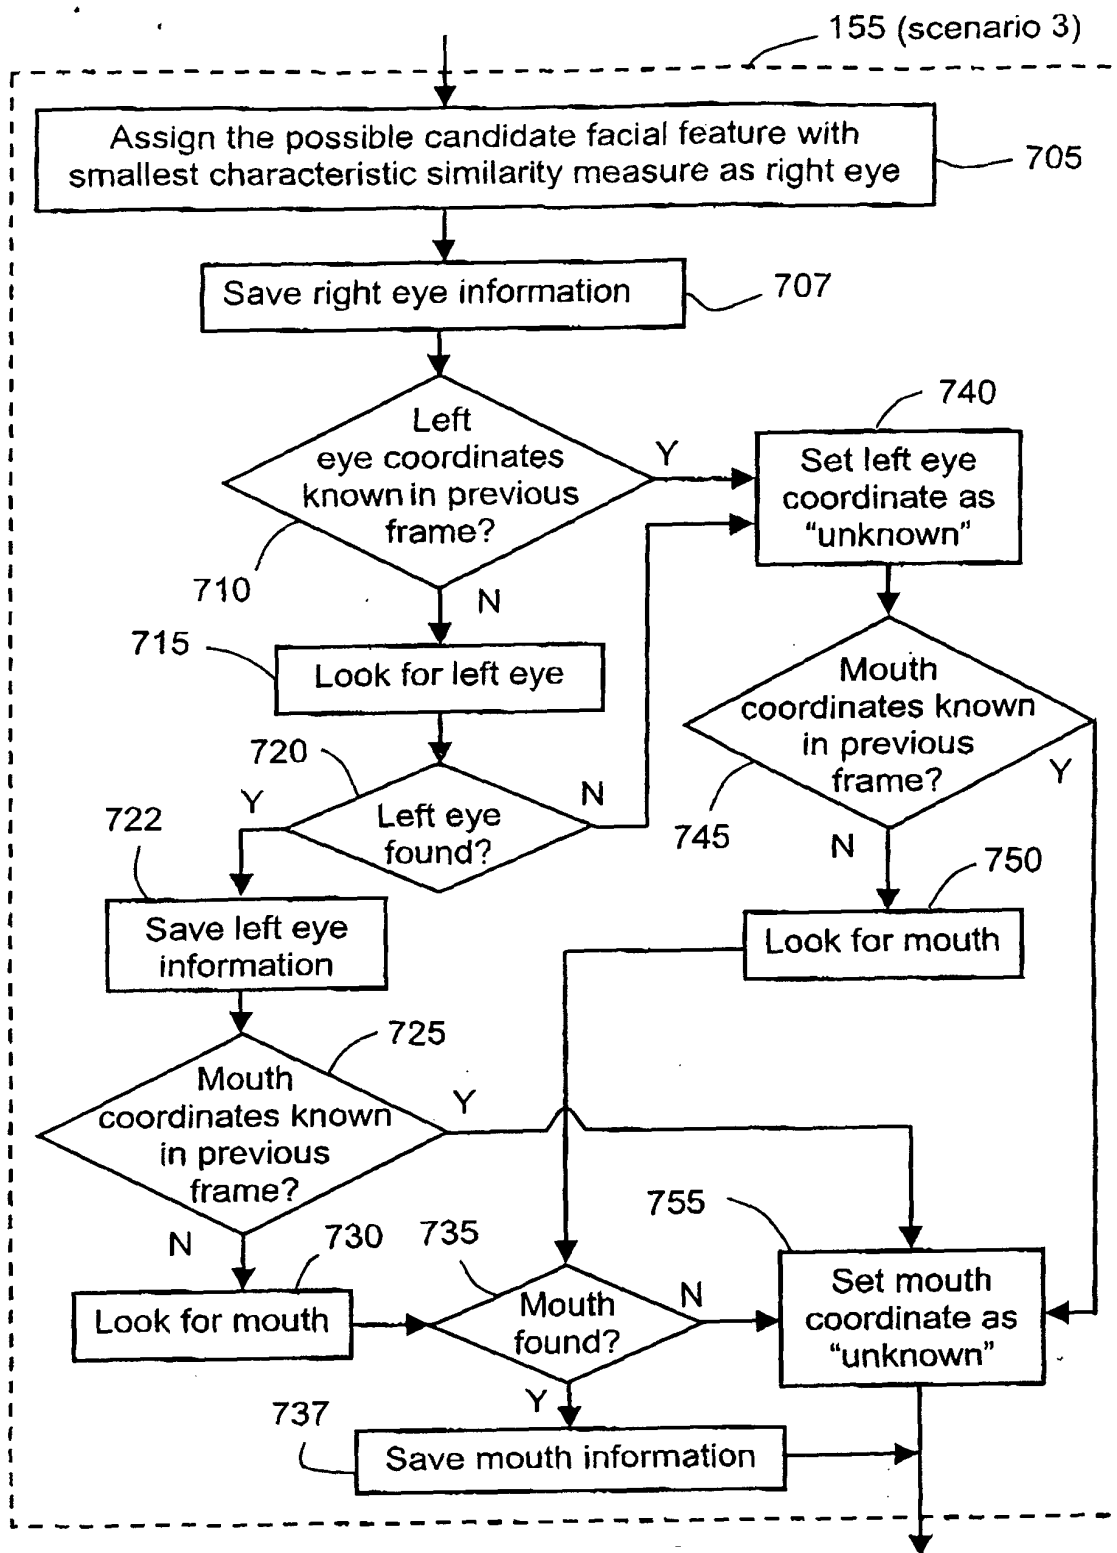 155 (scenario 3)
Assign the possible candidate facial feature with
smallest characteristic similarity measure as right eye
705
Save right eye information
707
Left
eye coordinates
known in previous
frame?
710
Y
N
740
Set left eye
coordinate as
“unknown”
715
Look for left eye
720
Left eye
found?
Y
N
Mouth
coordinates known
in previous
frame?
745
Y
N
722
Save left eye
information
750
Look for mouth
725
Mouth
coordinates known
in previous
frame?
Y
N
730
Look for mouth
735
Mouth
found?
N
Y
755
Set mouth
coordinate as
“unknown”
737
Save mouth information